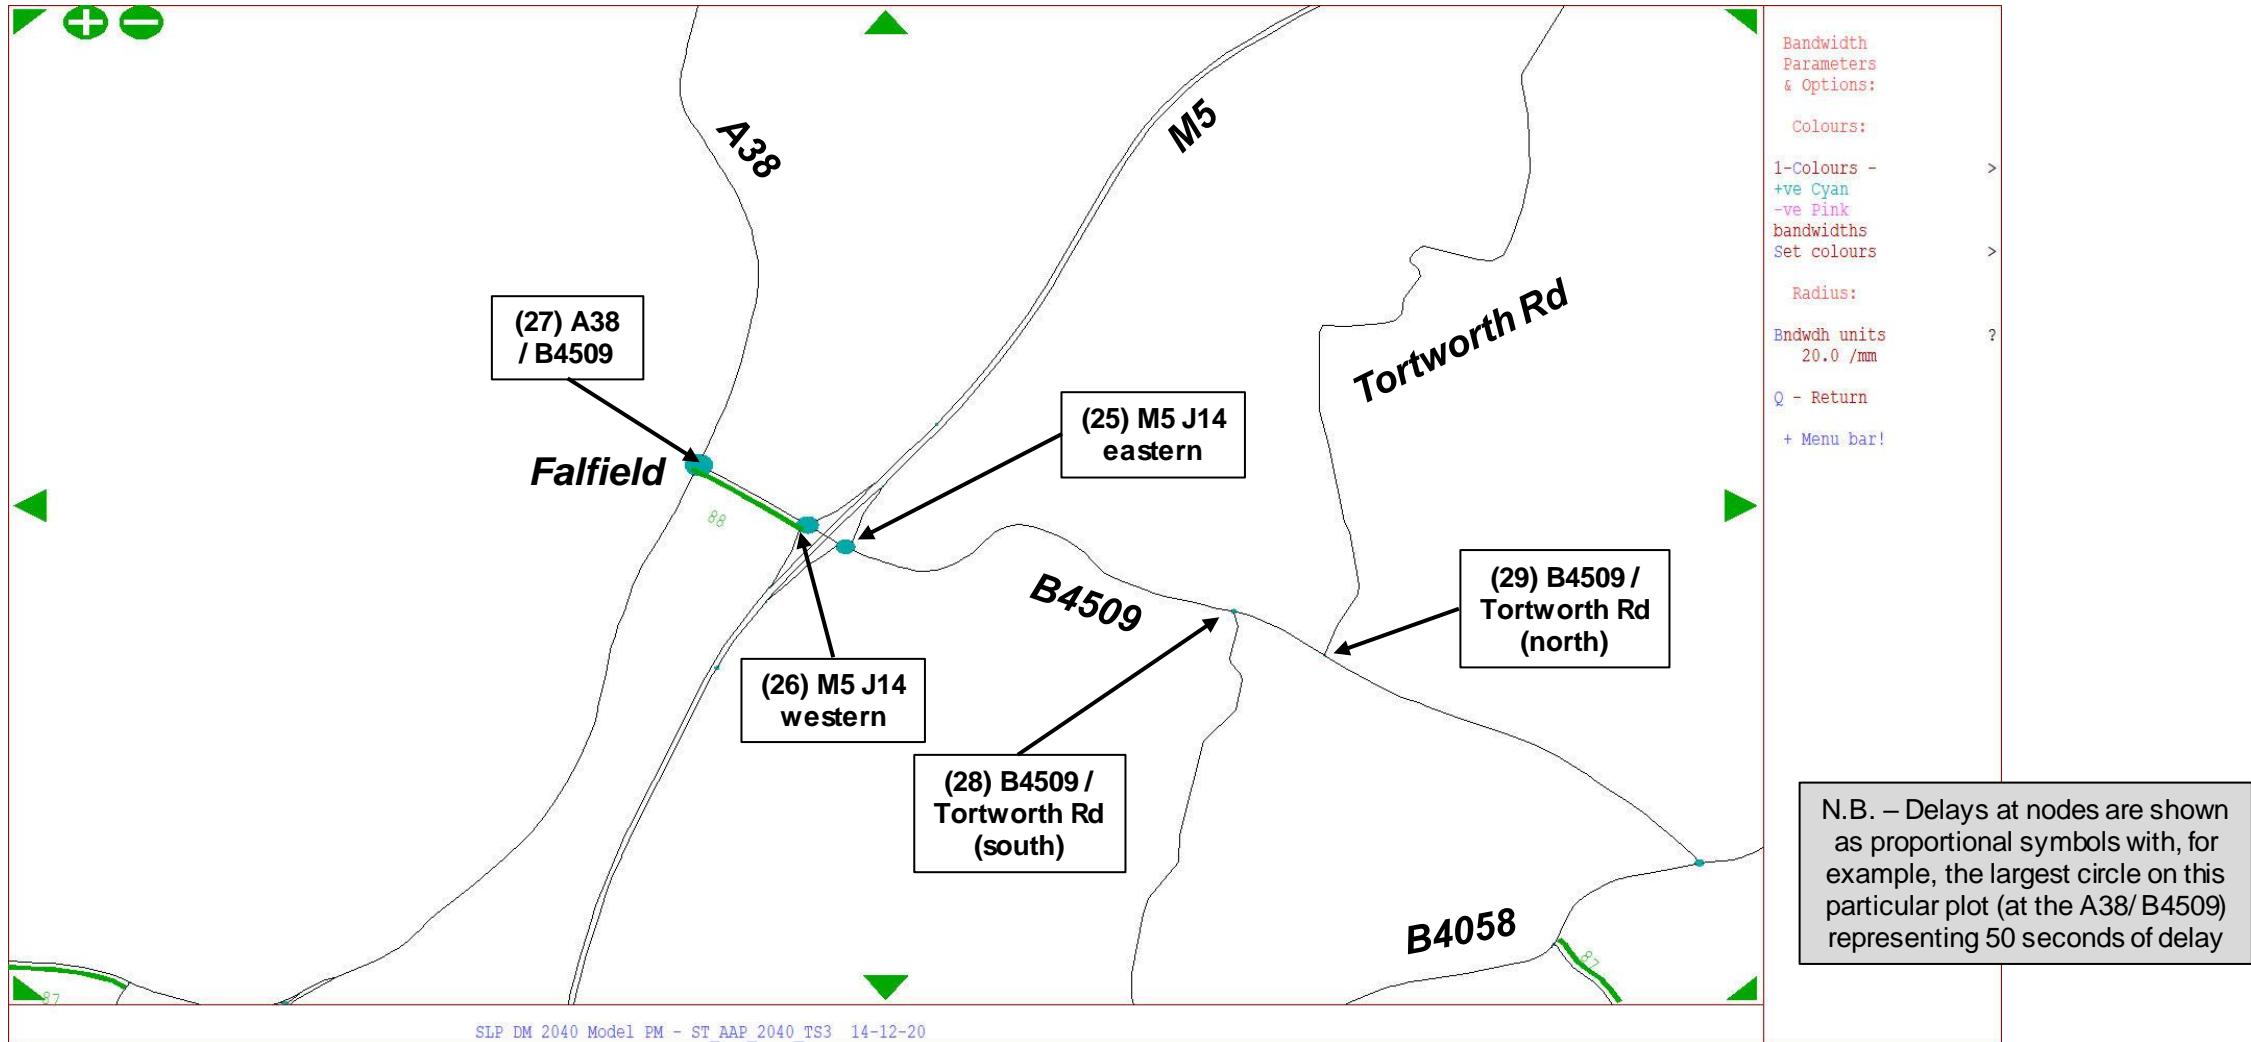 A38
M5
Tortworth Rd
(27) A38
/ B4509
(25) M5 J14
eastern
Falfield
88
B4509
(29) B4509 /
Tortworth Rd
(north)
(26) M5 J14
western
(28) B4509 /
Tortworth Rd
(south)
B4058
87
87
SLP DM 2040 Model PM - ST_AAP_2040_TS3 14-12-20
Bandwidth
Parameters
& Options:
Colours:
1-Colours - >
+ve Cyan
-ve Pink
bandwidths
Set colours >
Radius:
Bndwdh units ?
20.0 /mm
Q - Return
+ Menu bar!
N.B. – Delays at nodes are shown
as proportional symbols with, for
example, the largest circle on this
particular plot (at the A38/ B4509)
representing 50 seconds of delay